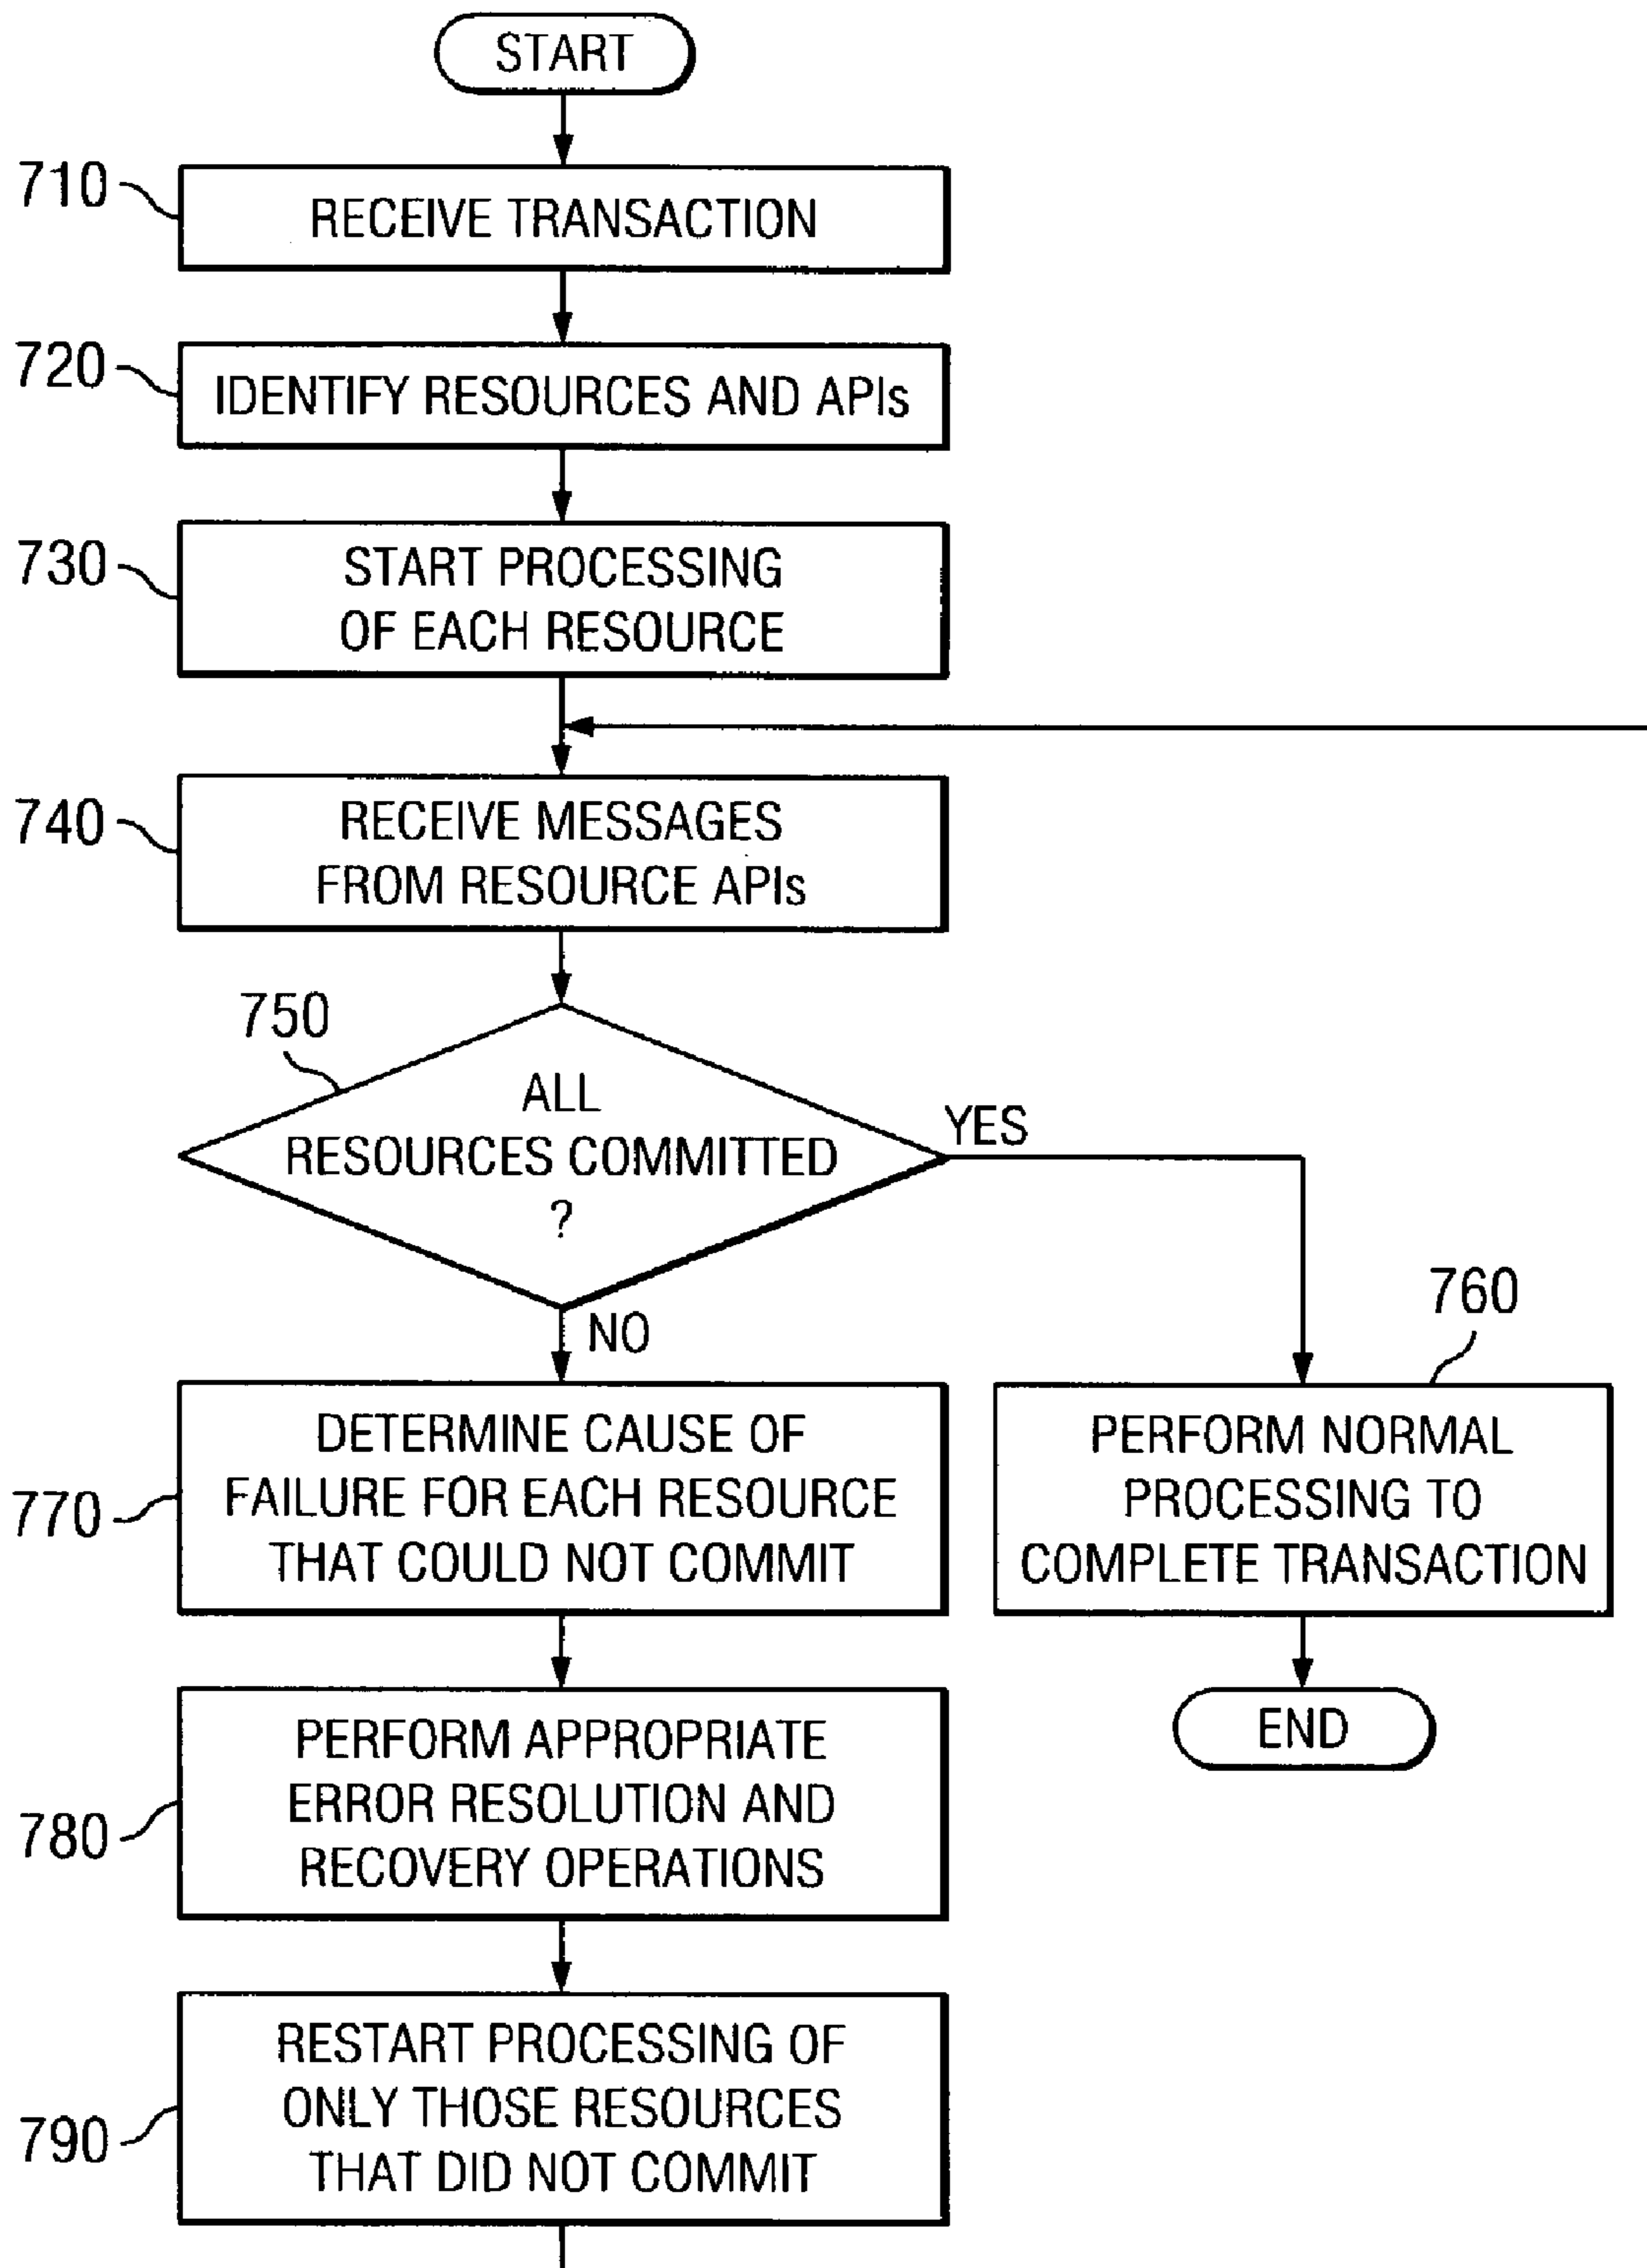 START
710
RECEIVE TRANSACTION
720
IDENTIFY RESOURCES AND APIs
730
START PROCESSING
OF EACH RESOURCE
740
RECEIVE MESSAGES
FROM RESOURCE APIs
750
ALL
RESOURCES COMMITTED
?
YES
NO
760
PERFORM NORMAL
PROCESSING TO
COMPLETE TRANSACTION
END
770
DETERMINE CAUSE OF
FAILURE FOR EACH RESOURCE
THAT COULD NOT COMMIT
780
PERFORM APPROPRIATE
ERROR RESOLUTION AND
RECOVERY OPERATIONS
790
RESTART PROCESSING OF
ONLY THOSE RESOURCES
THAT DID NOT COMMIT